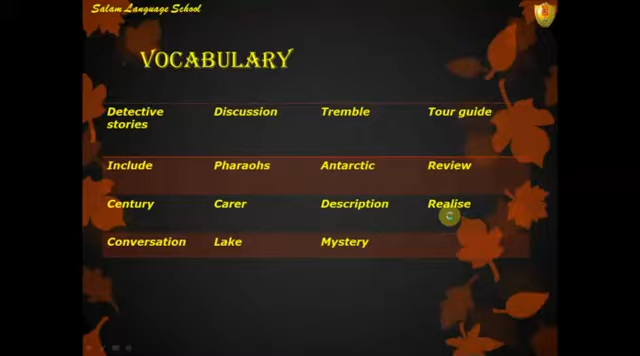 Salam Language School
VOCABULARY
Detective stories Discussion Tremble Tour guide
Include Pharaohs Antarctic Review
Century Carer Description Realise
Conversation Lake Mystery